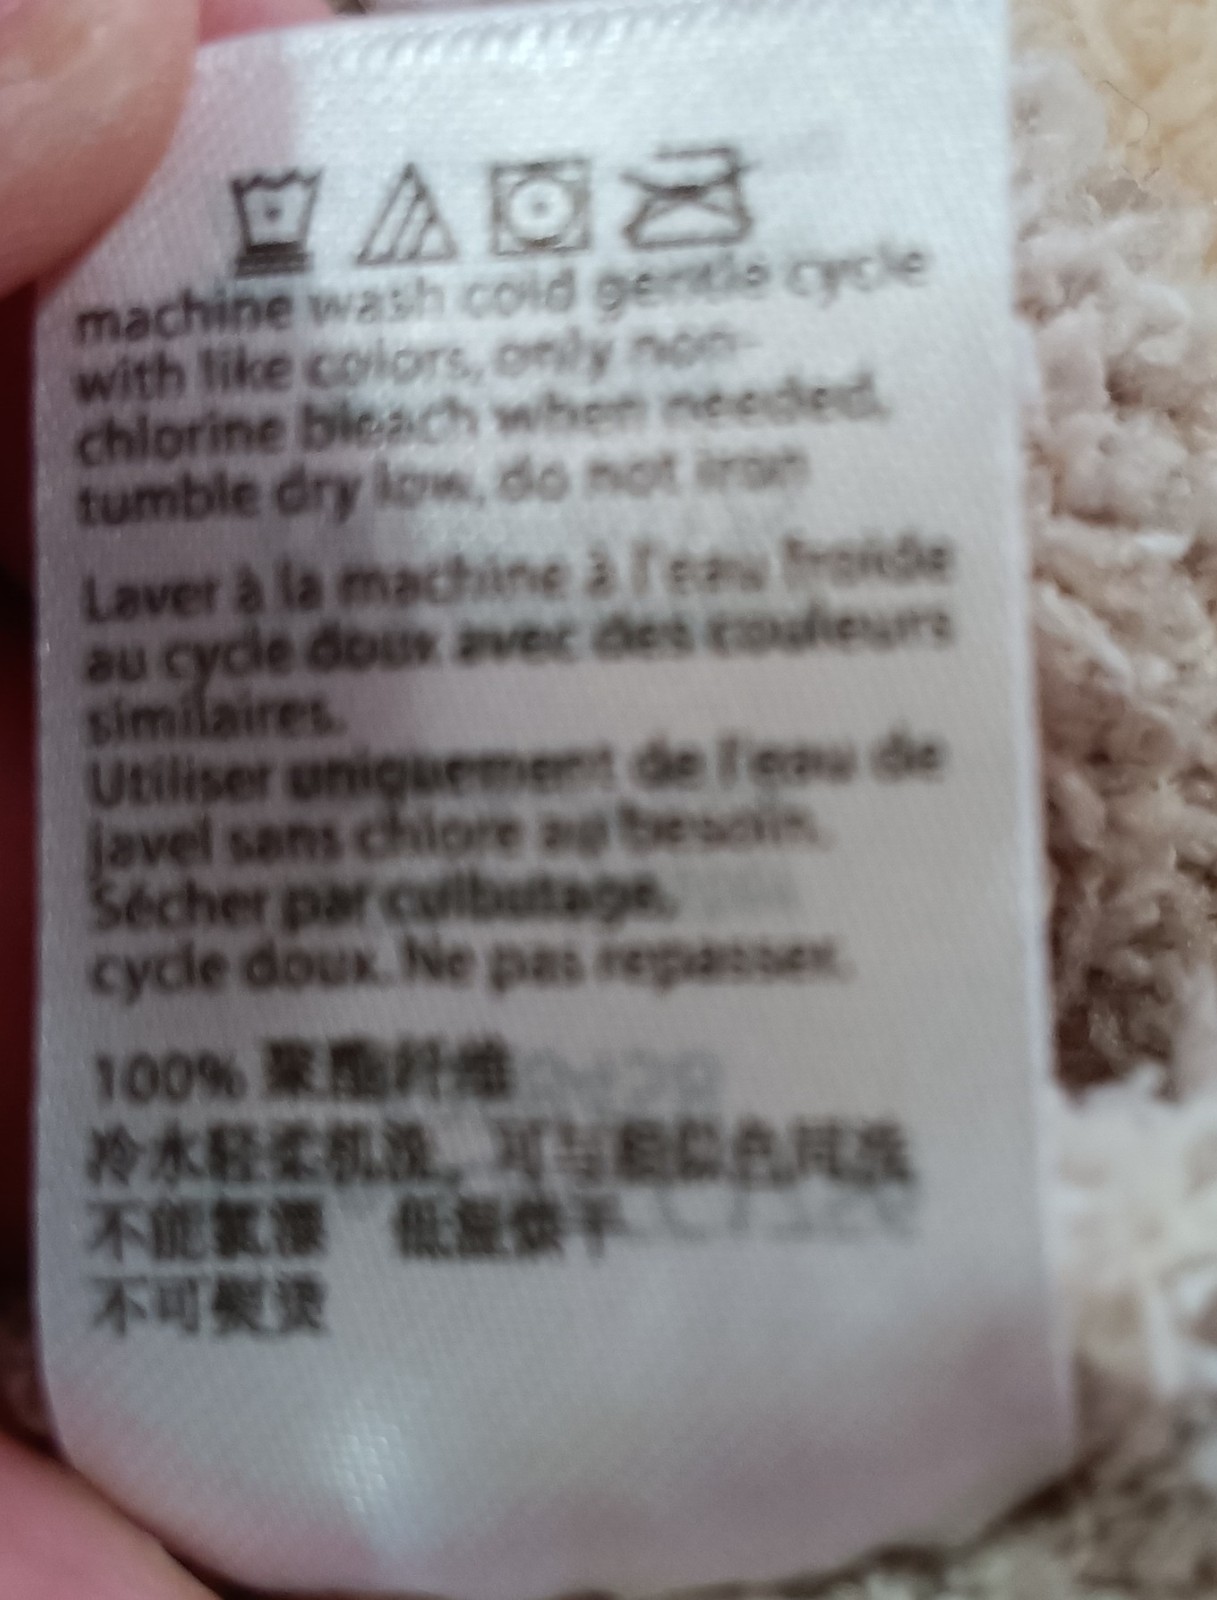 machine wash cold gentle cycle
with like colors, only non-
chlorine bleach when needed,
tumble dry low, do not iron
Laver à la machine à l'eau froide
au cycle doux avec des couleurs
similaires.
Utiliser uniquement de l'eau de
javel sans chlore au besoin.
Sécher par culbutage,
cycle doux. Ne pas repasser.
100% 聚酯纤维
冷水轻柔机洗，可与相似色同洗
不能氯漂 低温烘干
不可熨烫